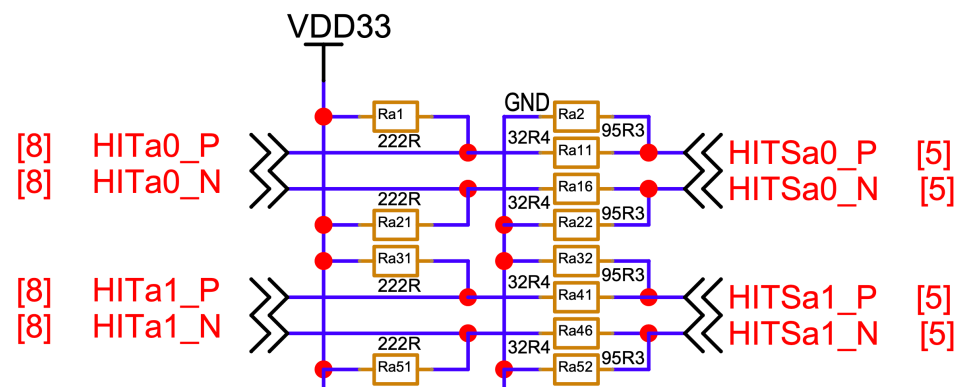 VDD33
Ra1 GND Ra2
222R 32R4 95R3
[8] HITa0_P Ra11 HITSa0_P [5]
[8] HITa0_N Ra16 HITSa0_N [5]
222R 32R4
Ra21 Ra22 95R3
Ra31 Ra32
222R 32R4 95R3
[8] HITa1_P Ra41 HITSa1_P [5]
[8] HITa1_N Ra46 HITSa1_N [5]
222R 32R4
Ra51 Ra52 95R3